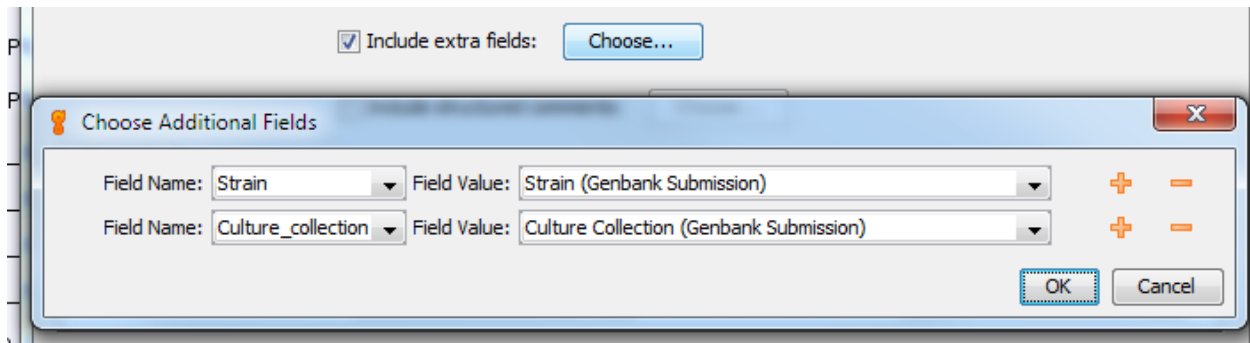 P
Include extra fields: Choose...
P
Choose Additional Fields
Field Name: Strain Field Value: Strain (Genbank Submission)
Field Name: Culture_collection Field Value: Culture Collection (Genbank Submission)
OK Cancel